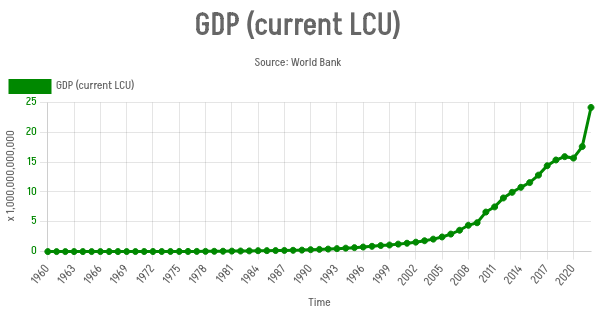 GDP (current LCU)
Source: World Bank
GDP (current LCU)
x 1,000,000,000,000
25
20
15
10
5
0
1960 1963 1966 1969 1972 1975 1978 1981 1984 1987 1990 1993 1996 1999 2002 2005 2008 2011 2014 2017 2020
Time